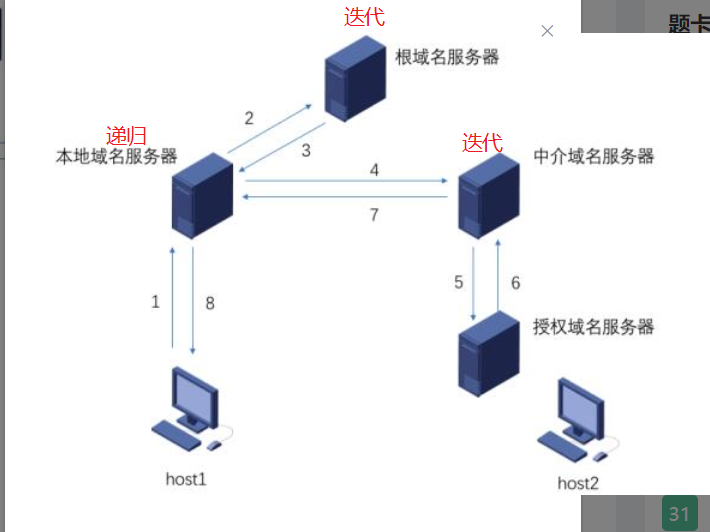 迭代
题卡
根域名服务器
2
递归
3
迭代
本地域名服务器
中介域名服务器
4
7
5
6
1
8
授权域名服务器
host1
host2
31